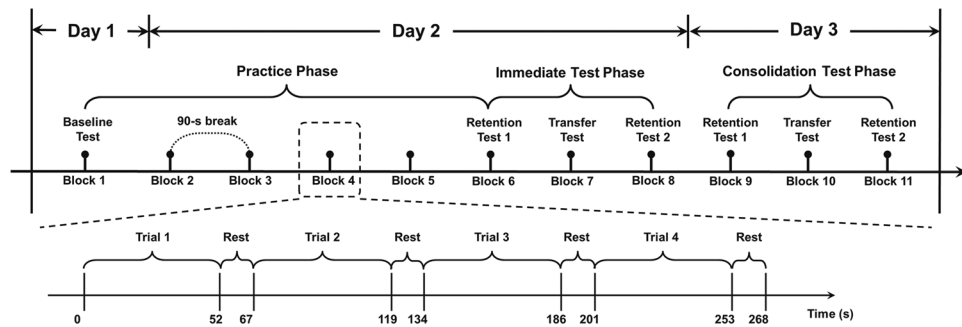 Day 1
Day 2
Day 3
Practice Phase
Immediate Test Phase
Consolidation Test Phase
Baseline
Test
90-s break
Retention
Test 1
Transfer
Test
Retention
Test 2
Retention
Test 1
Transfer
Test
Retention
Test 2
Block 1
Block 2
Block 3
Block 4
Block 5
Block 6
Block 7
Block 8
Block 9
Block 10
Block 11
Trial 1
Rest
Trial 2
Rest
Trial 3
Rest
Trial 4
Rest
0
52
67
119
134
186
201
253
268
Time (s)